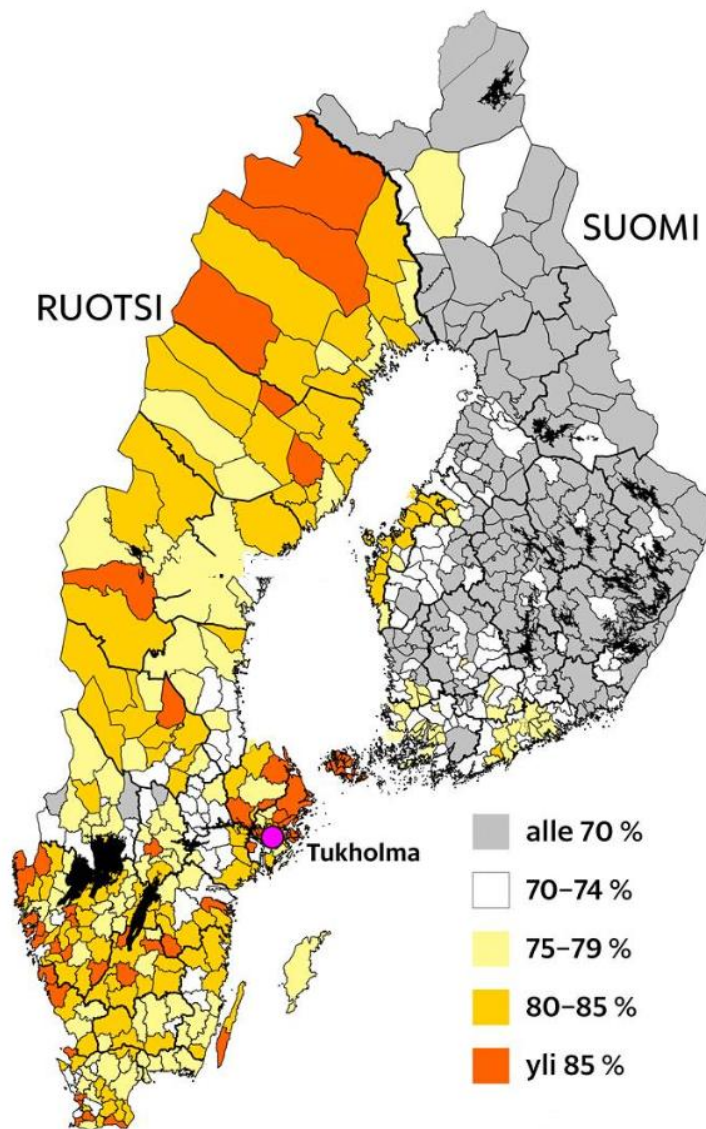 SUOMI
RUOTSI
Tukholma
alle 70 %
70–74 %
75–79 %
80–85 %
yli 85 %